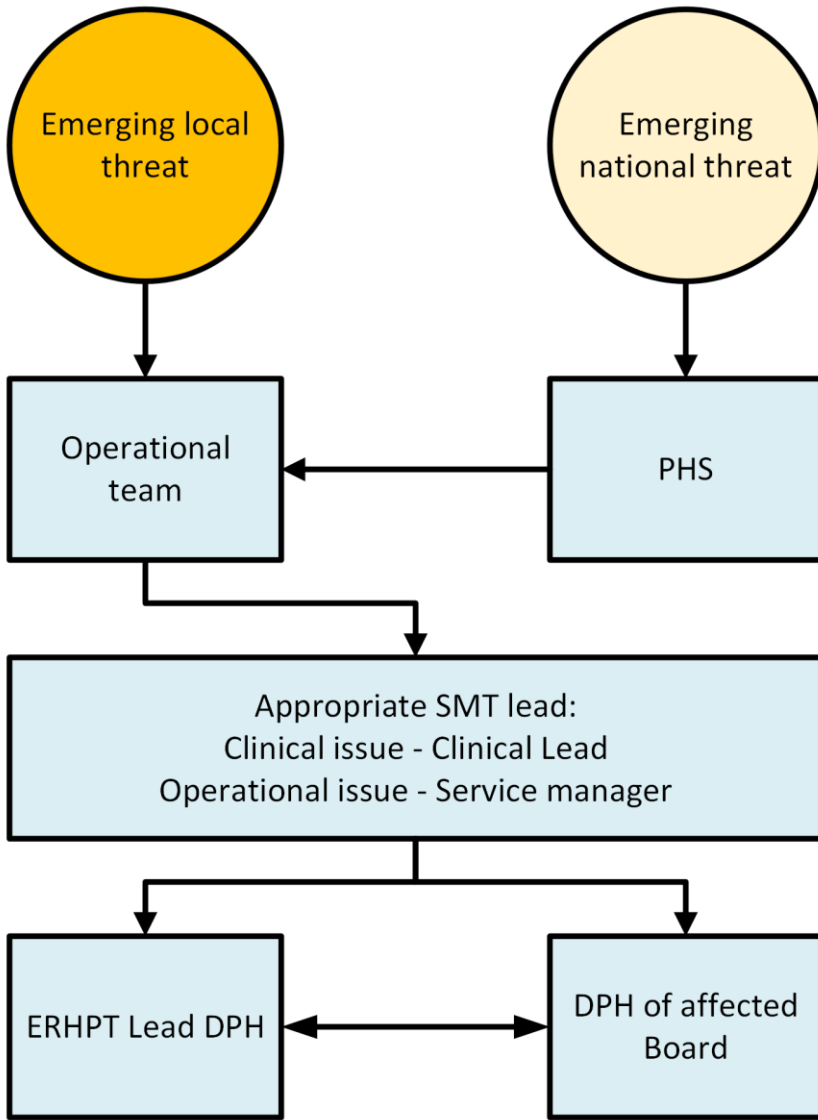 Emerging local
threat
Emerging
national threat
Operational
team
PHS
Appropriate SMT lead:
Clinical issue - Clinical Lead
Operational issue - Service manager
ERHPT Lead DPH
DPH of affected
Board